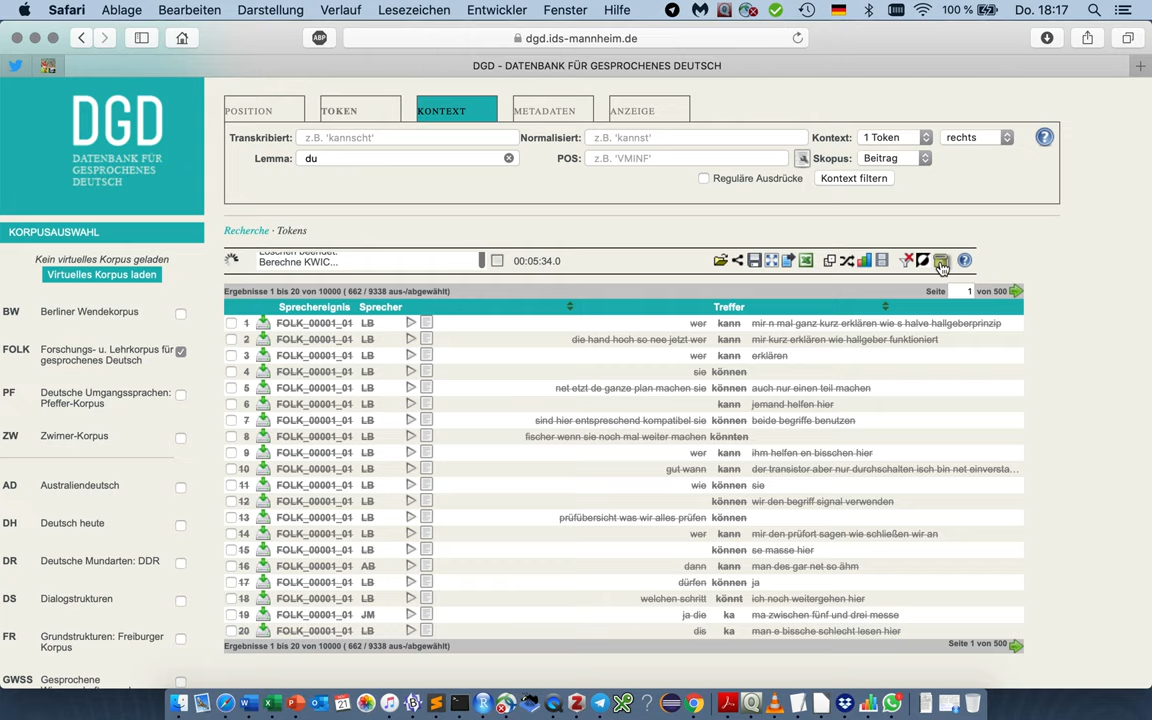 Safari Ablage Bearbeiten Darstellung Verlauf Lesezeichen Entwickler Fenster Hilfe 100 % Do. 18:17
ABP dgd.ids-mannheim.de
DGD - DATENBANK FÜR GESPROCHENES DEUTSCH
DGD
DATENBANK FÜR
GESPROCHENES
DEUTSCH
POSITION TOKEN KONTEXT METADATEN ANZEIGE
Transkribiert: z.B. 'kannscht' Normalisiert: z.B. 'kannst' Kontext: 1 Token rechts
Lemma: du POS: z.B. 'VMINF' Skopus: Beitrag
Reguläre Ausdrücke Kontext filtern
Recherche · Tokens
Löschen beendet.
Berechne KWIC... 00:05:34.0
Ergebnisse 1 bis 20 von 10000 ( 662 / 9338 aus-/abgewählt) Seite 1 von 500
Sprechereignis Sprecher Treffer
1 FOLK_00001_01 LB wer kann mir n mal ganz kurz erklären wie s halve hallgeberprinzip
2 FOLK_00001_01 LB die hand hoch so nee jetzt wer kann mir kurz erklären wie hallgeber funktioniert
3 FOLK_00001_01 LB wer kann erklären
4 FOLK_00001_01 LB sie können
5 FOLK_00001_01 LB net etzt de ganze plan machen sie können auch nur einen teil machen
6 FOLK_00001_01 LB kann jemand helfen hier
7 FOLK_00001_01 LB sind hier entsprechend kompatibel sie können beide begriffe benutzen
8 FOLK_00001_01 LB fischer wenn sie noch mal weiter machen könnten
9 FOLK_00001_01 LB wer kann ihm helfen en bisschen hier
10 FOLK_00001_01 LB gut wann kann der transistor aber nur durchschalten isch bin net einversta…
11 FOLK_00001_01 LB wie können sie
12 FOLK_00001_01 LB können wir den begriff signal verwenden
13 FOLK_00001_01 LB prüfübersicht was wir alles prüfen können
14 FOLK_00001_01 LB wer kann mir den prüfort sagen wie schließen wir an
15 FOLK_00001_01 LB können se masse hier
16 FOLK_00001_01 AB dann kann man des gar net so ähm
17 FOLK_00001_01 LB dürfen können ja
18 FOLK_00001_01 LB welchen schritt könnt ich noch weitergehen hier
19 FOLK_00001_01 JM ja die ka ma zwischen fünf und drei messe
20 FOLK_00001_01 LB dis ka man e bissche schlecht lesen hier
Ergebnisse 1 bis 20 von 10000 ( 662 / 9338 aus-/abgewählt) Seite 1 von 500
KORPUSAUSWAHL
Kein virtuelles Korpus geladen
Virtuelles Korpus laden
BW Berliner Wendekorpus
FOLK Forschungs- u. Lehrkorpus für
gesprochenes Deutsch
PF Deutsche Umgangssprachen:
Pfeffer-Korpus
ZW Zwirner-Korpus
AD Australiendeutsch
DH Deutsch heute
DR Deutsche Mundarten: DDR
DS Dialogstrukturen
FR Grundstrukturen: Freiburger
Korpus
GWSS Gesprochene